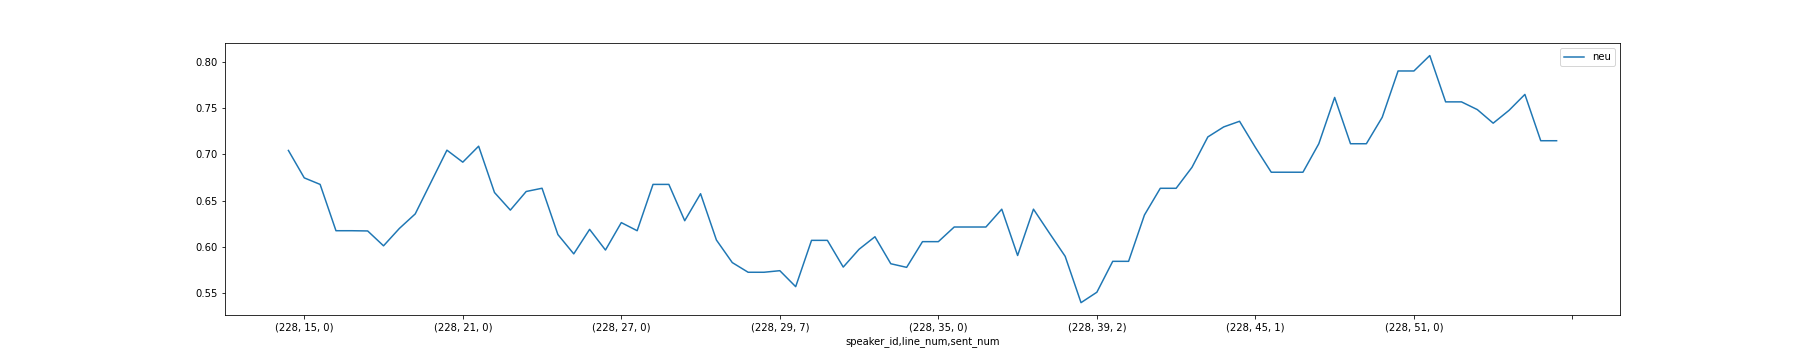 neu
0.80
0.75
0.70
0.65
0.60
0.55
(228, 15, 0) (228, 21, 0) (228, 27, 0) (228, 29, 7) (228, 35, 0) (228, 39, 2) (228, 45, 1) (228, 51, 0)
speaker_id,line_num,sent_num